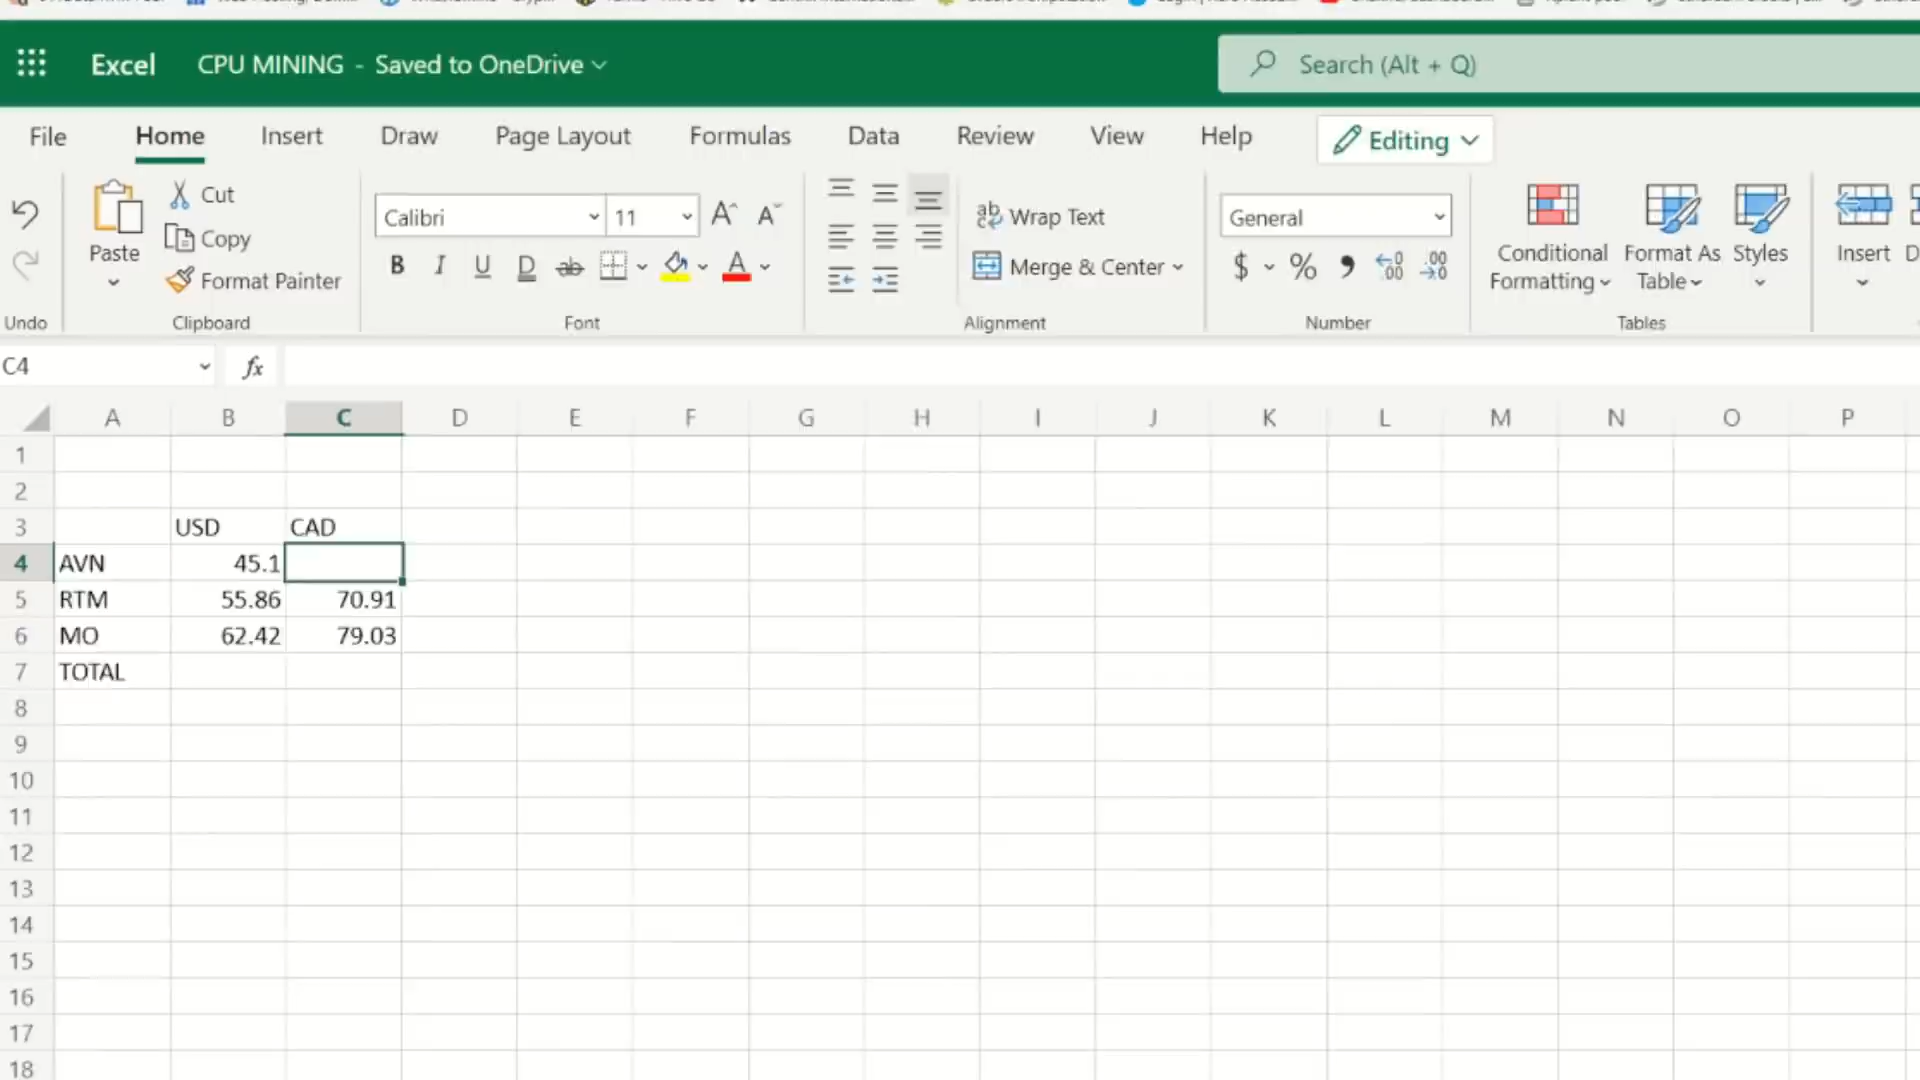 Excel CPU MINING - Saved to OneDrive Search (Alt + Q)
File Home Insert Draw Page Layout Formulas Data Review View Help Editing
Paste Cut
Copy
Format Painter
Calibri 11
B I U D ab A
Wrap Text
Merge & Center
General
$ %
Conditional Formatting
Format As Table
Styles
Insert
Undo Clipboard Font Alignment Number Tables
C4 fx
A B C D E F G H I J K L M N O P
1
2
3 USD CAD
4 AVN 45.1
5 RTM 55.86 70.91
6 MO 62.42 79.03
7 TOTAL
8
9
10
11
12
13
14
15
16
17
18